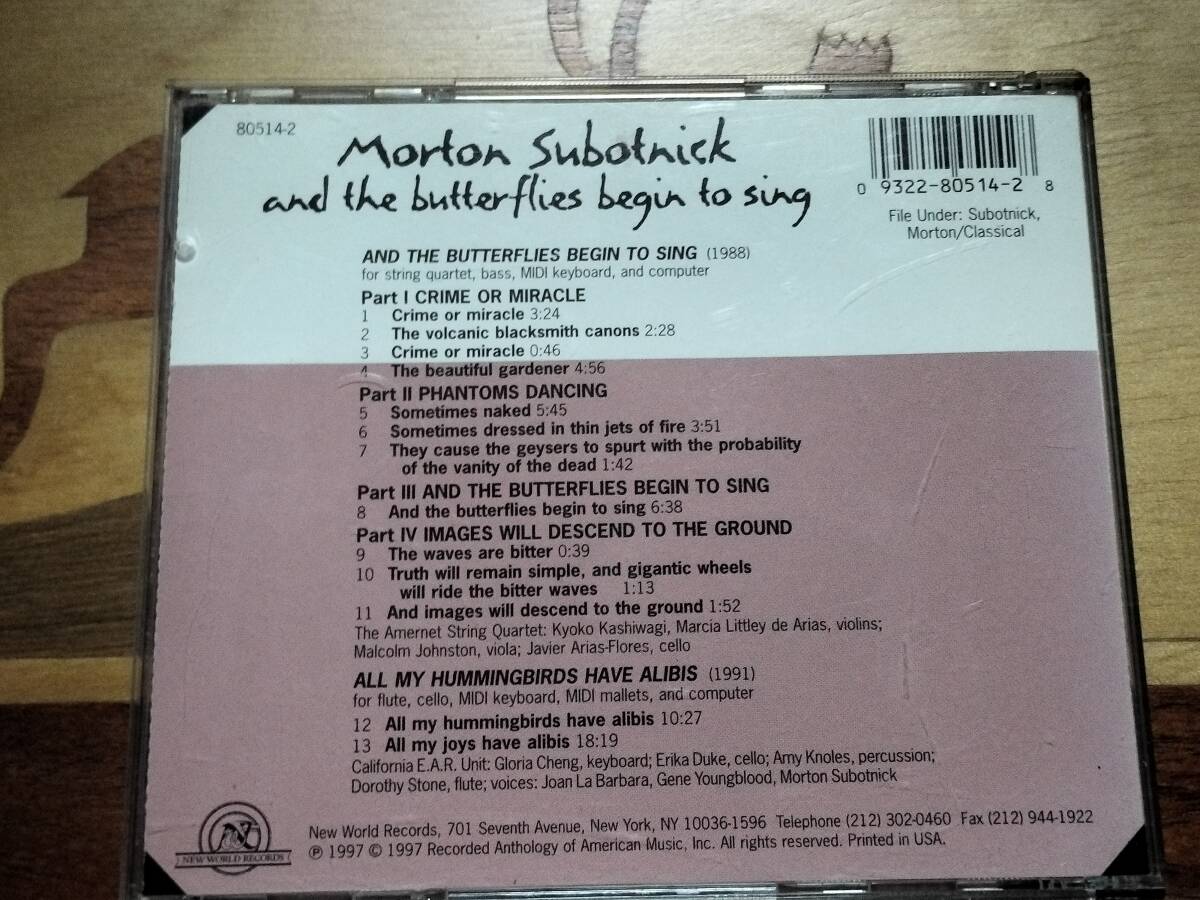 80514-2
Morton Subotnick
and the butterflies begin to sing
0 9322-80514-2 8
File Under: Subotnick,
Morton/Classical
AND THE BUTTERFLIES BEGIN TO SING (1988)
for string quartet, bass, MIDI keyboard, and computer
Part I CRIME OR MIRACLE
1 Crime or miracle 3:24
2 The volcanic blacksmith canons 2:28
3 Crime or miracle 0:46
4 The beautiful gardener 4:56
Part II PHANTOMS DANCING
5 Sometimes naked 5:45
6 Sometimes dressed in thin jets of fire 3:51
7 They cause the geysers to spurt with the probability
of the vanity of the dead 1:42
Part III AND THE BUTTERFLIES BEGIN TO SING
8 And the butterflies begin to sing 6:38
Part IV IMAGES WILL DESCEND TO THE GROUND
9 The waves are bitter 0:39
10 Truth will remain simple, and gigantic wheels
will ride the bitter waves 1:13
11 And images will descend to the ground 1:52
The Amernet String Quartet: Kyoko Kashiwagi, Marcia Littley de Arias, violins;
Malcolm Johnston, viola; Javier Arias-Flores, cello
ALL MY HUMMINGBIRDS HAVE ALIBIS (1991)
for flute, cello, MIDI keyboard, MIDI mallets, and computer
12 All my hummingbirds have alibis 10:27
13 All my joys have alibis 18:19
California E.A.R. Unit: Gloria Cheng, keyboard; Erika Duke, cello; Amy Knoles, percussion;
Dorothy Stone, flute; voices: Joan La Barbara, Gene Youngblood, Morton Subotnick
NEW WORLD RECORDS
New World Records, 701 Seventh Avenue, New York, NY 10036-1596 Telephone (212) 302-0460 Fax (212) 944-1922
℗ 1997 © 1997 Recorded Anthology of American Music, Inc. All rights reserved. Printed in USA.